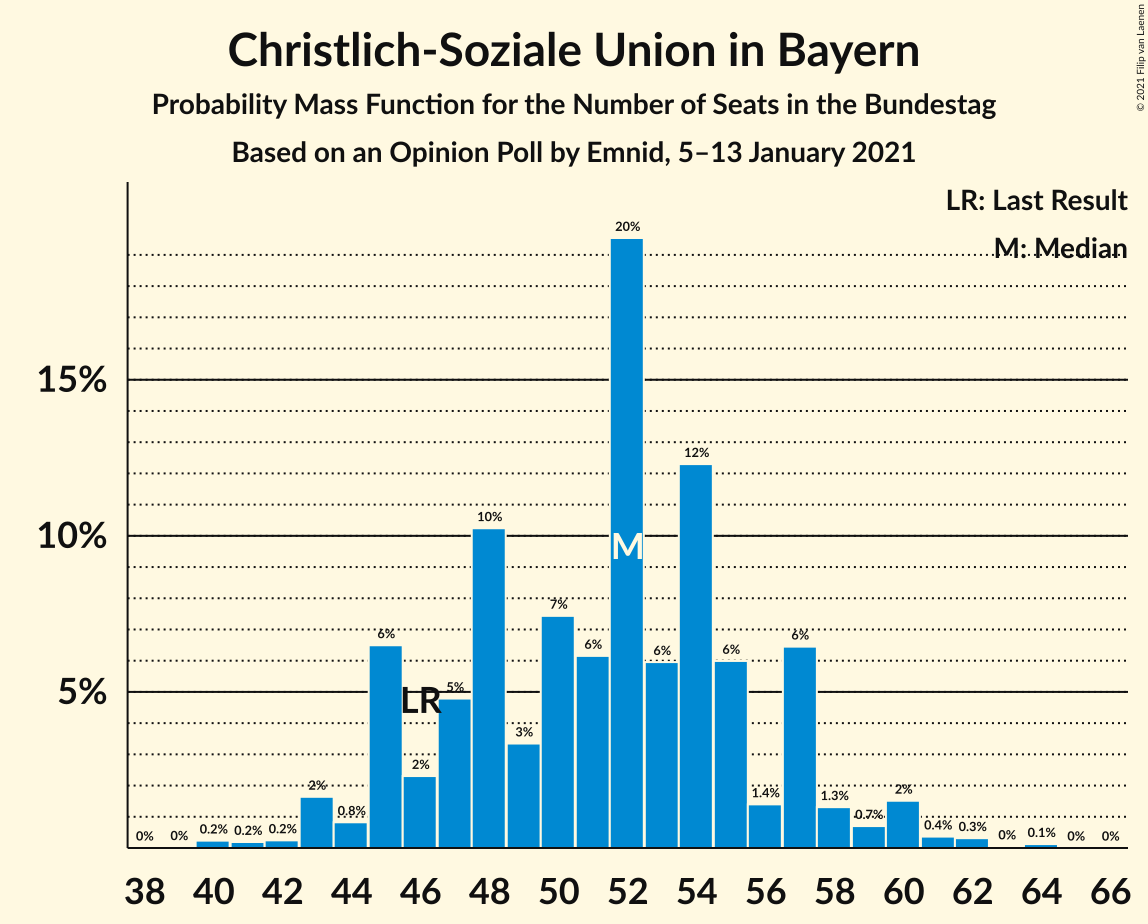 Christlich-Soziale Union in Bayern
Probability Mass Function for the Number of Seats in the Bundestag
Based on an Opinion Poll by Emnid, 5–13 January 2021
© 2021 Filip van Laenen
LR: Last Result
M: Median
15%
10%
5%
0% 0% 0.2% 0.2% 0.2% 2% 0.8% 6% 2% 5% 10% 3% 7% 6% 20% 6% 12% 6% 1.4% 6% 1.3% 0.7% 2% 0.4% 0.3% 0% 0.1% 0% 0%
LR
M
38 40 42 44 46 48 50 52 54 56 58 60 62 64 66